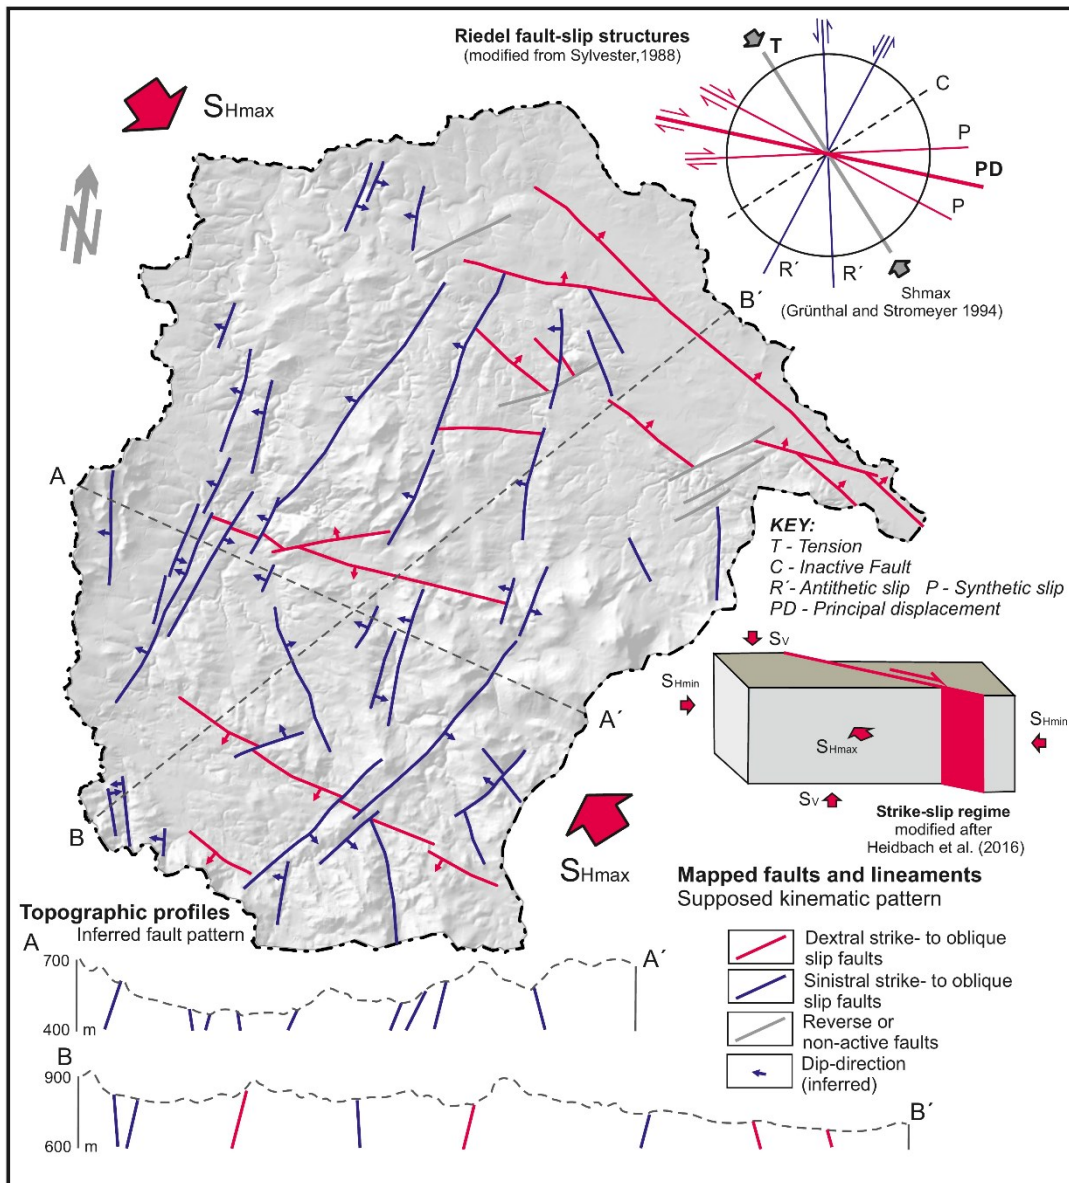 Riedel fault-slip structures
(modified from Sylvester,1988)
T
C
P
PD
P
R´
R´
Shmax
(Grünthal and Stromeyer 1994)
SHmax
N
B´
A
A´
B
SHmax
KEY:
T - Tension
C - Inactive Fault
R´- Antithetic slip P - Synthetic slip
PD - Principal displacement
SV
SHmin
SHmin
SHmax
SV
Strike-slip regime
modified after
Heidbach et al. (2016)
Mapped faults and lineaments
Supposed kinematic pattern
Dextral strike- to oblique
slip faults
Sinistral strike- to oblique
slip faults
Reverse or
non-active faults
Dip-direction
(inferred)
Topographic profiles
Inferred fault pattern
A
A´
700
400 m
B
B´
900
600 m